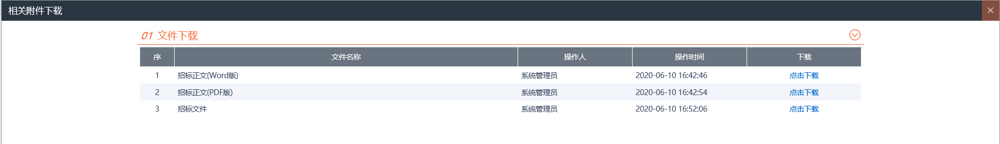 相关附件下载
01 文件下载
序 文件名称 操作人 操作时间 下载
1 招标正文(Word版) 系统管理员 2020-06-10 16:42:46 点击下载
2 招标正文(PDF版) 系统管理员 2020-06-10 16:42:54 点击下载
3 招标文件 系统管理员 2020-06-10 16:52:06 点击下载